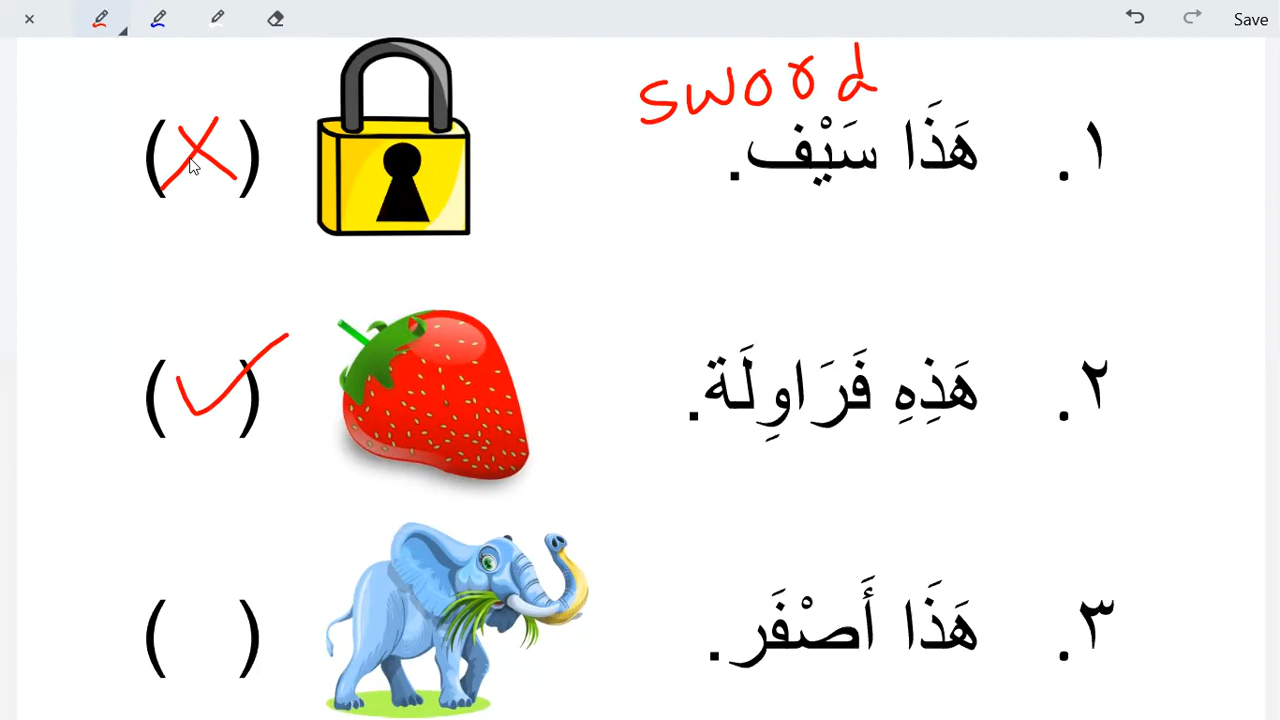 Save
sword
١. هَذَا سَيْف.
٢. هَذِهِ فَرَاوِلَة.
٣. هَذَا أَصْفَر.